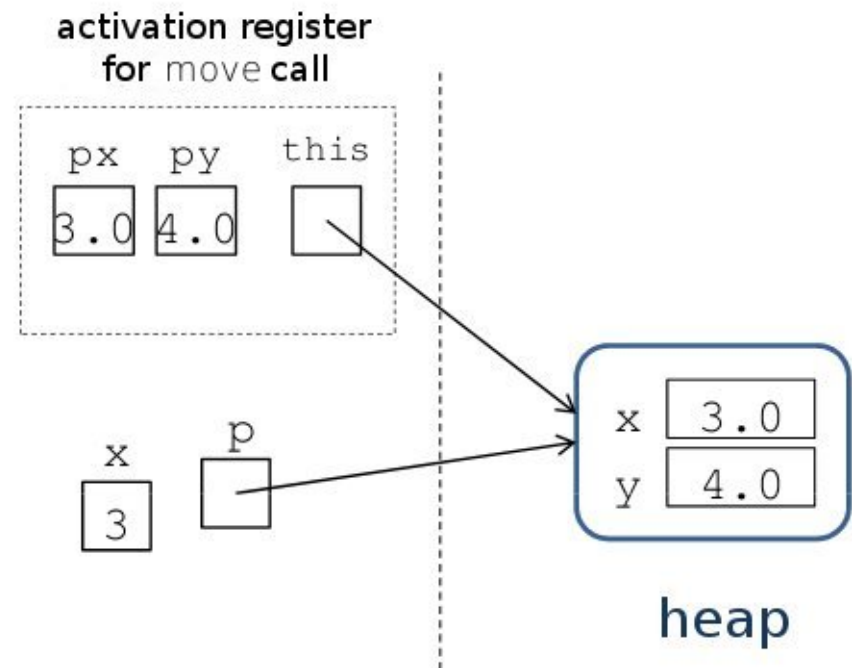 activation register
for move call
px py this
3.0 4.0
x 3.0
p
x
y 4.0
3
heap